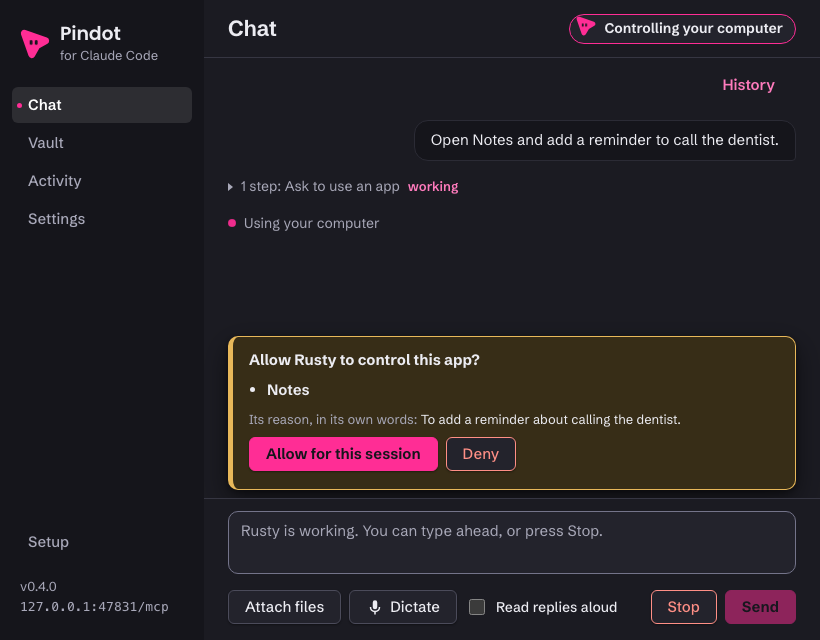 Pindot
for Claude Code
Chat
Vault
Activity
Settings
Setup
v0.4.0
127.0.0.1:47831/mcp
Chat
Controlling your computer
History
Open Notes and add a reminder to call the dentist.
1 step: Ask to use an app working
Using your computer
Allow Rusty to control this app?
• Notes
Its reason, in its own words: To add a reminder about calling the dentist.
Allow for this session
Deny
Rusty is working. You can type ahead, or press Stop.
Attach files
Dictate
Read replies aloud
Stop
Send